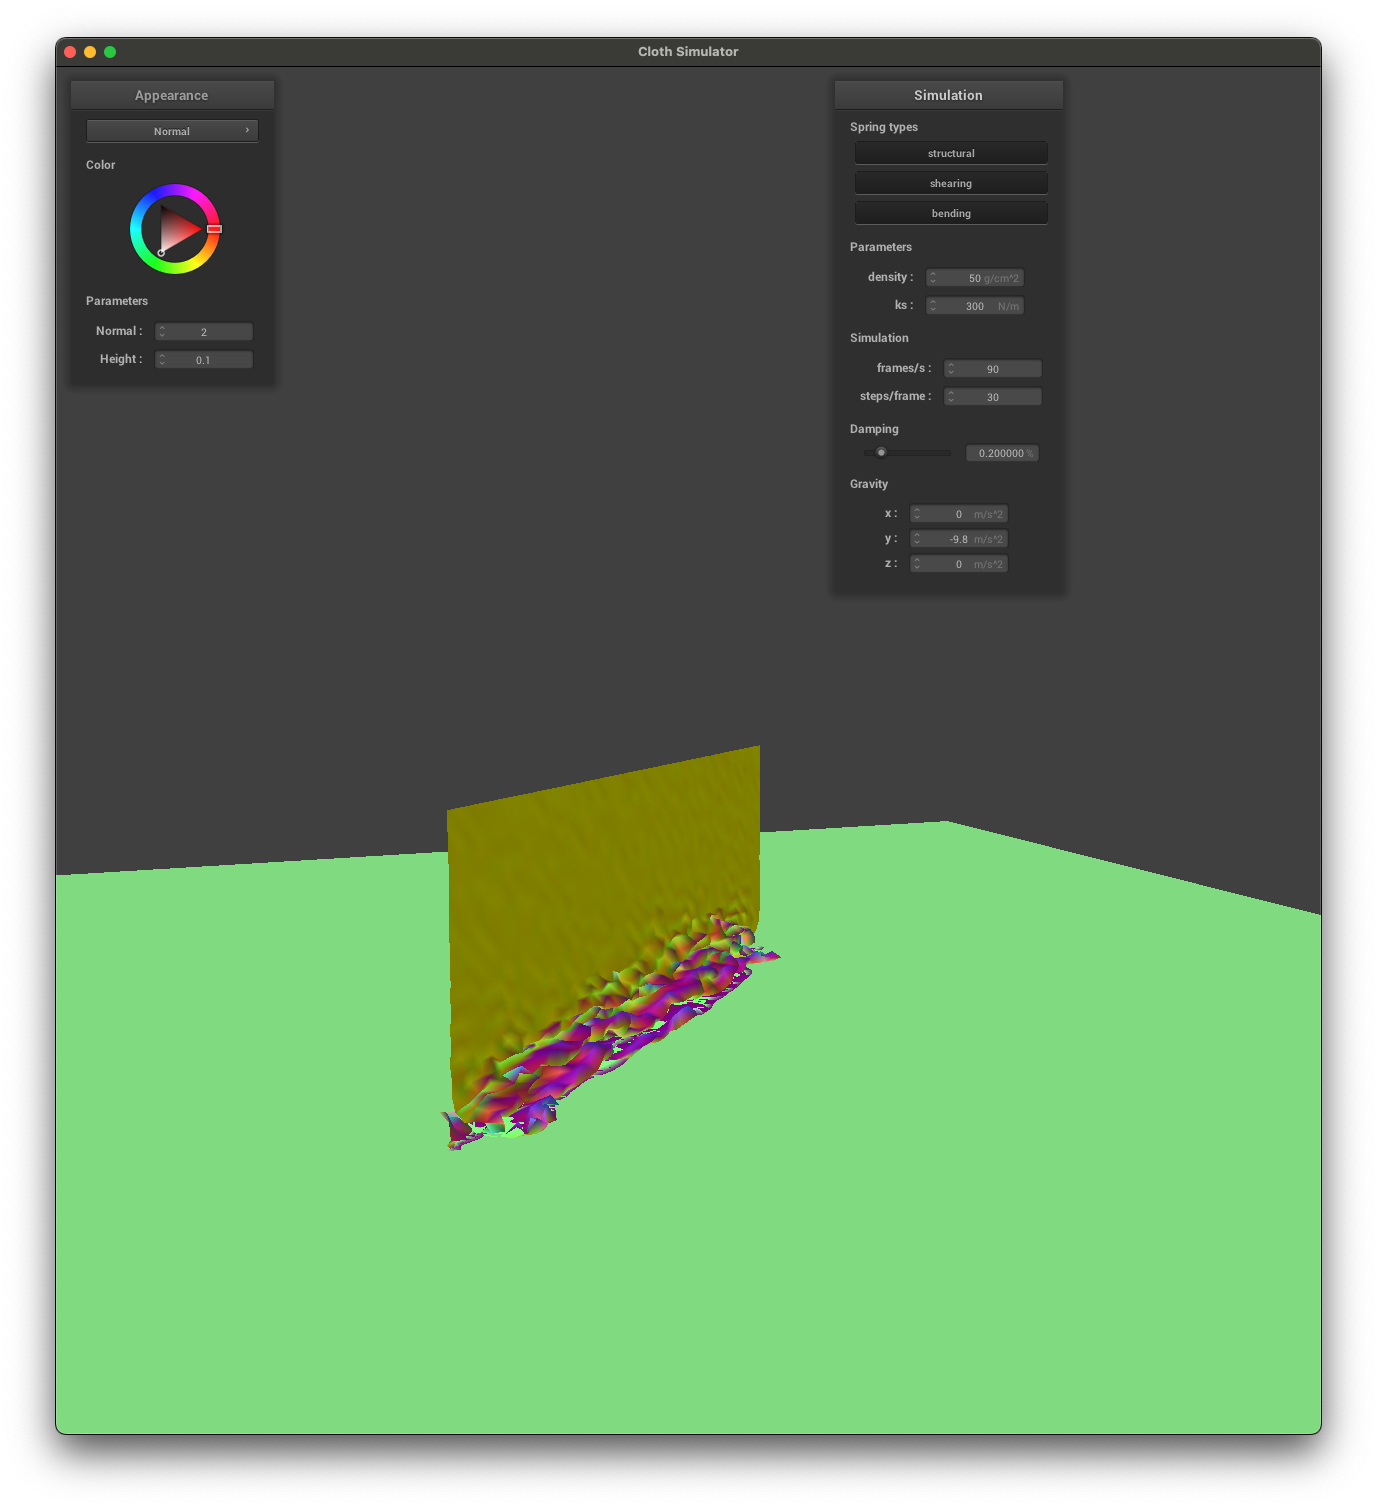 Cloth Simulator
Appearance
Normal
Color
Parameters
Normal : 2
Height : 0.1
Simulation
Spring types
structural
shearing
bending
Parameters
density : 50 g/cm^2
ks : 300 N/m
Simulation
frames/s : 90
steps/frame : 30
Damping
0.200000 %
Gravity
x : 0 m/s^2
y : -9.8 m/s^2
z : 0 m/s^2